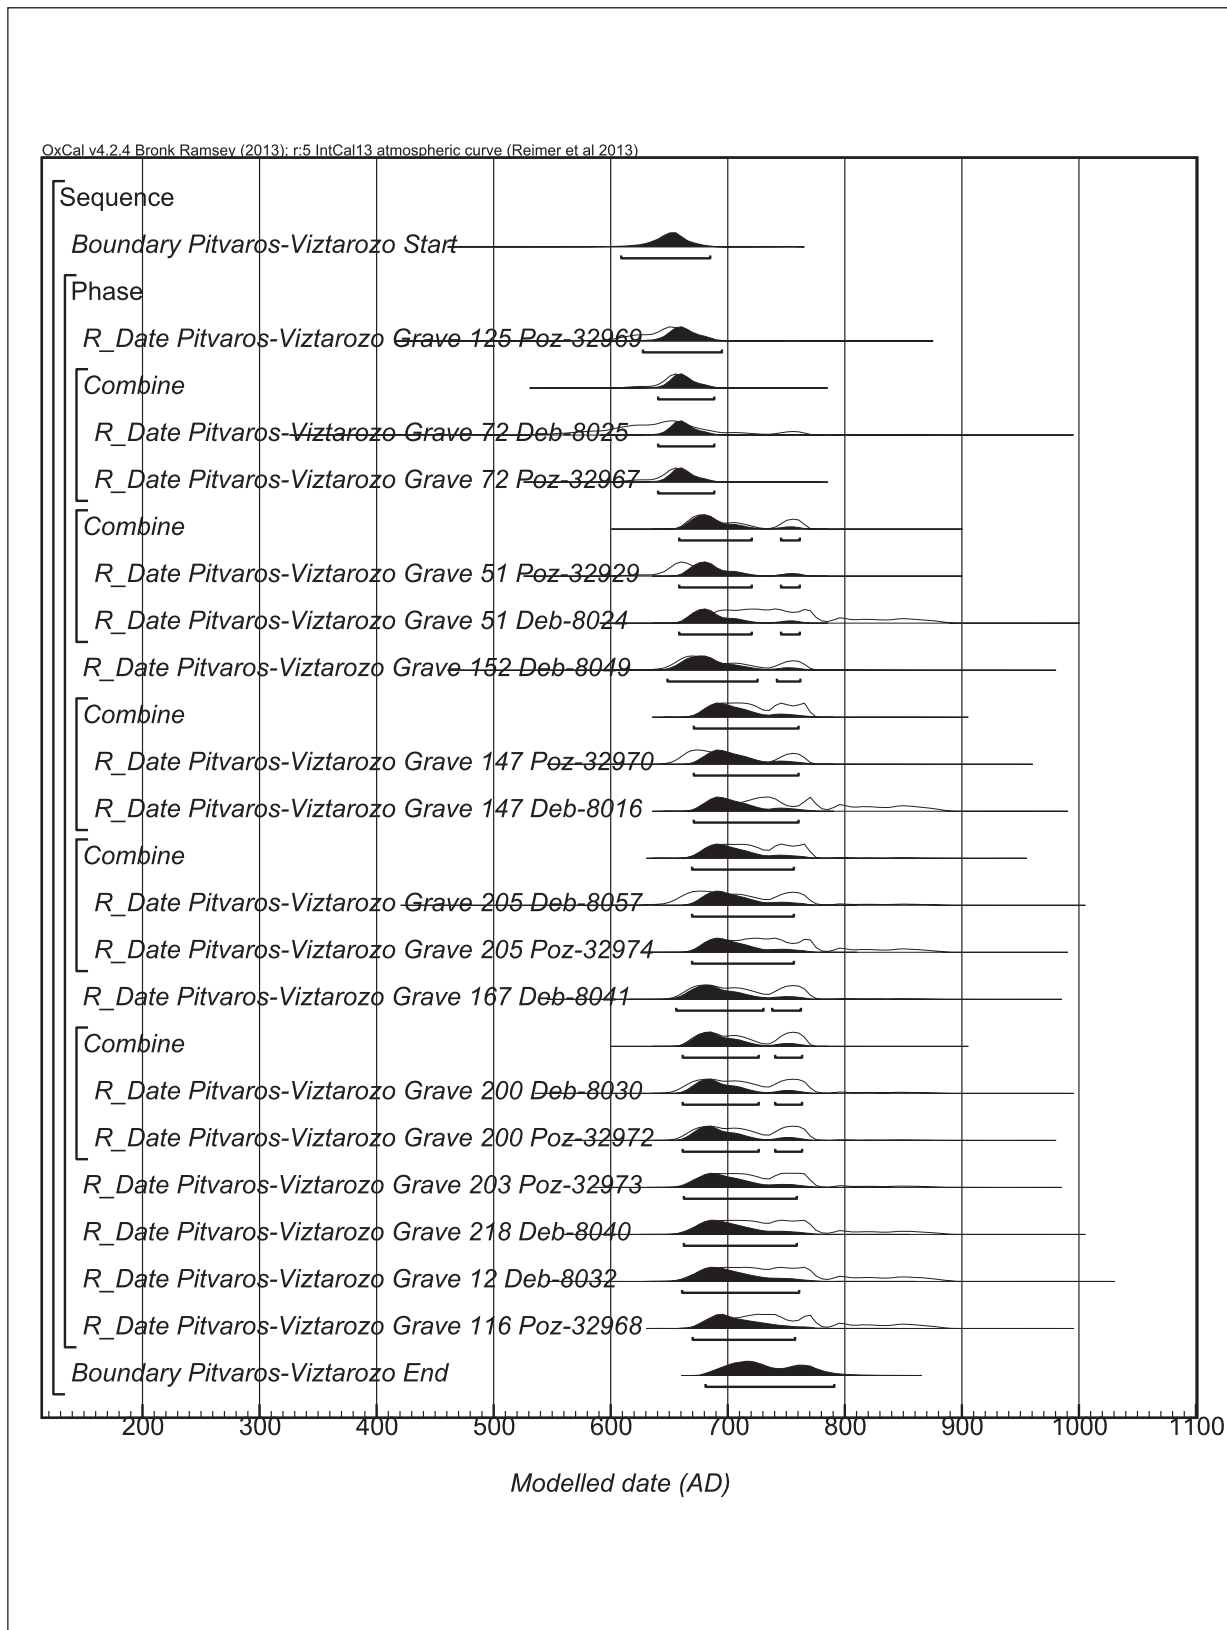 OxCal v4.2.4 Bronk Ramsey (2013); r:5 IntCal13 atmospheric curve (Reimer et al 2013)
Sequence
Boundary Pitvaros-Viztarozo Start
Phase
R_Date Pitvaros-Viztarozo Grave 125 Poz-32969
Combine
R_Date Pitvaros-Viztarozo Grave 72 Deb-8025
R_Date Pitvaros-Viztarozo Grave 72 Poz-32967
Combine
R_Date Pitvaros-Viztarozo Grave 51 Poz-32929
R_Date Pitvaros-Viztarozo Grave 51 Deb-8024
R_Date Pitvaros-Viztarozo Grave 152 Deb-8049
Combine
R_Date Pitvaros-Viztarozo Grave 147 Poz-32970
R_Date Pitvaros-Viztarozo Grave 147 Deb-8016
Combine
R_Date Pitvaros-Viztarozo Grave 205 Deb-8057
R_Date Pitvaros-Viztarozo Grave 205 Poz-32974
R_Date Pitvaros-Viztarozo Grave 167 Deb-8041
Combine
R_Date Pitvaros-Viztarozo Grave 200 Deb-8030
R_Date Pitvaros-Viztarozo Grave 200 Poz-32972
R_Date Pitvaros-Viztarozo Grave 203 Poz-32973
R_Date Pitvaros-Viztarozo Grave 218 Deb-8040
R_Date Pitvaros-Viztarozo Grave 12 Deb-8032
R_Date Pitvaros-Viztarozo Grave 116 Poz-32968
Boundary Pitvaros-Viztarozo End
200 300 400 500 600 700 800 900 1000 1100
Modelled date (AD)